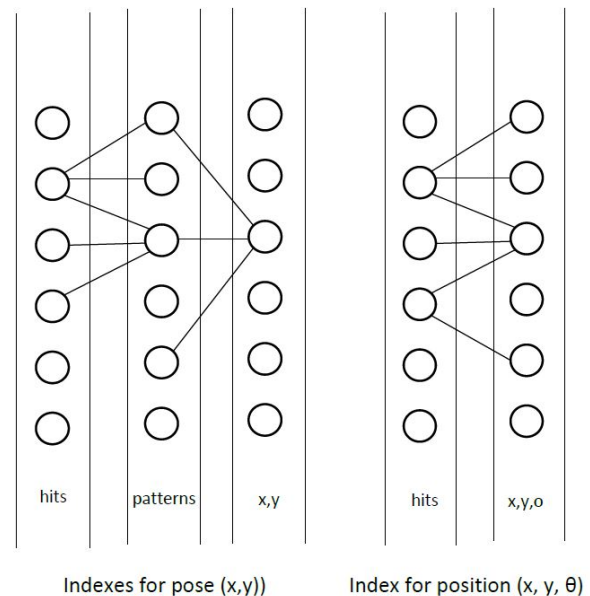 hits patterns x,y hits x,y,o
Indexes for pose (x,y)) Index for position (x, y, θ)